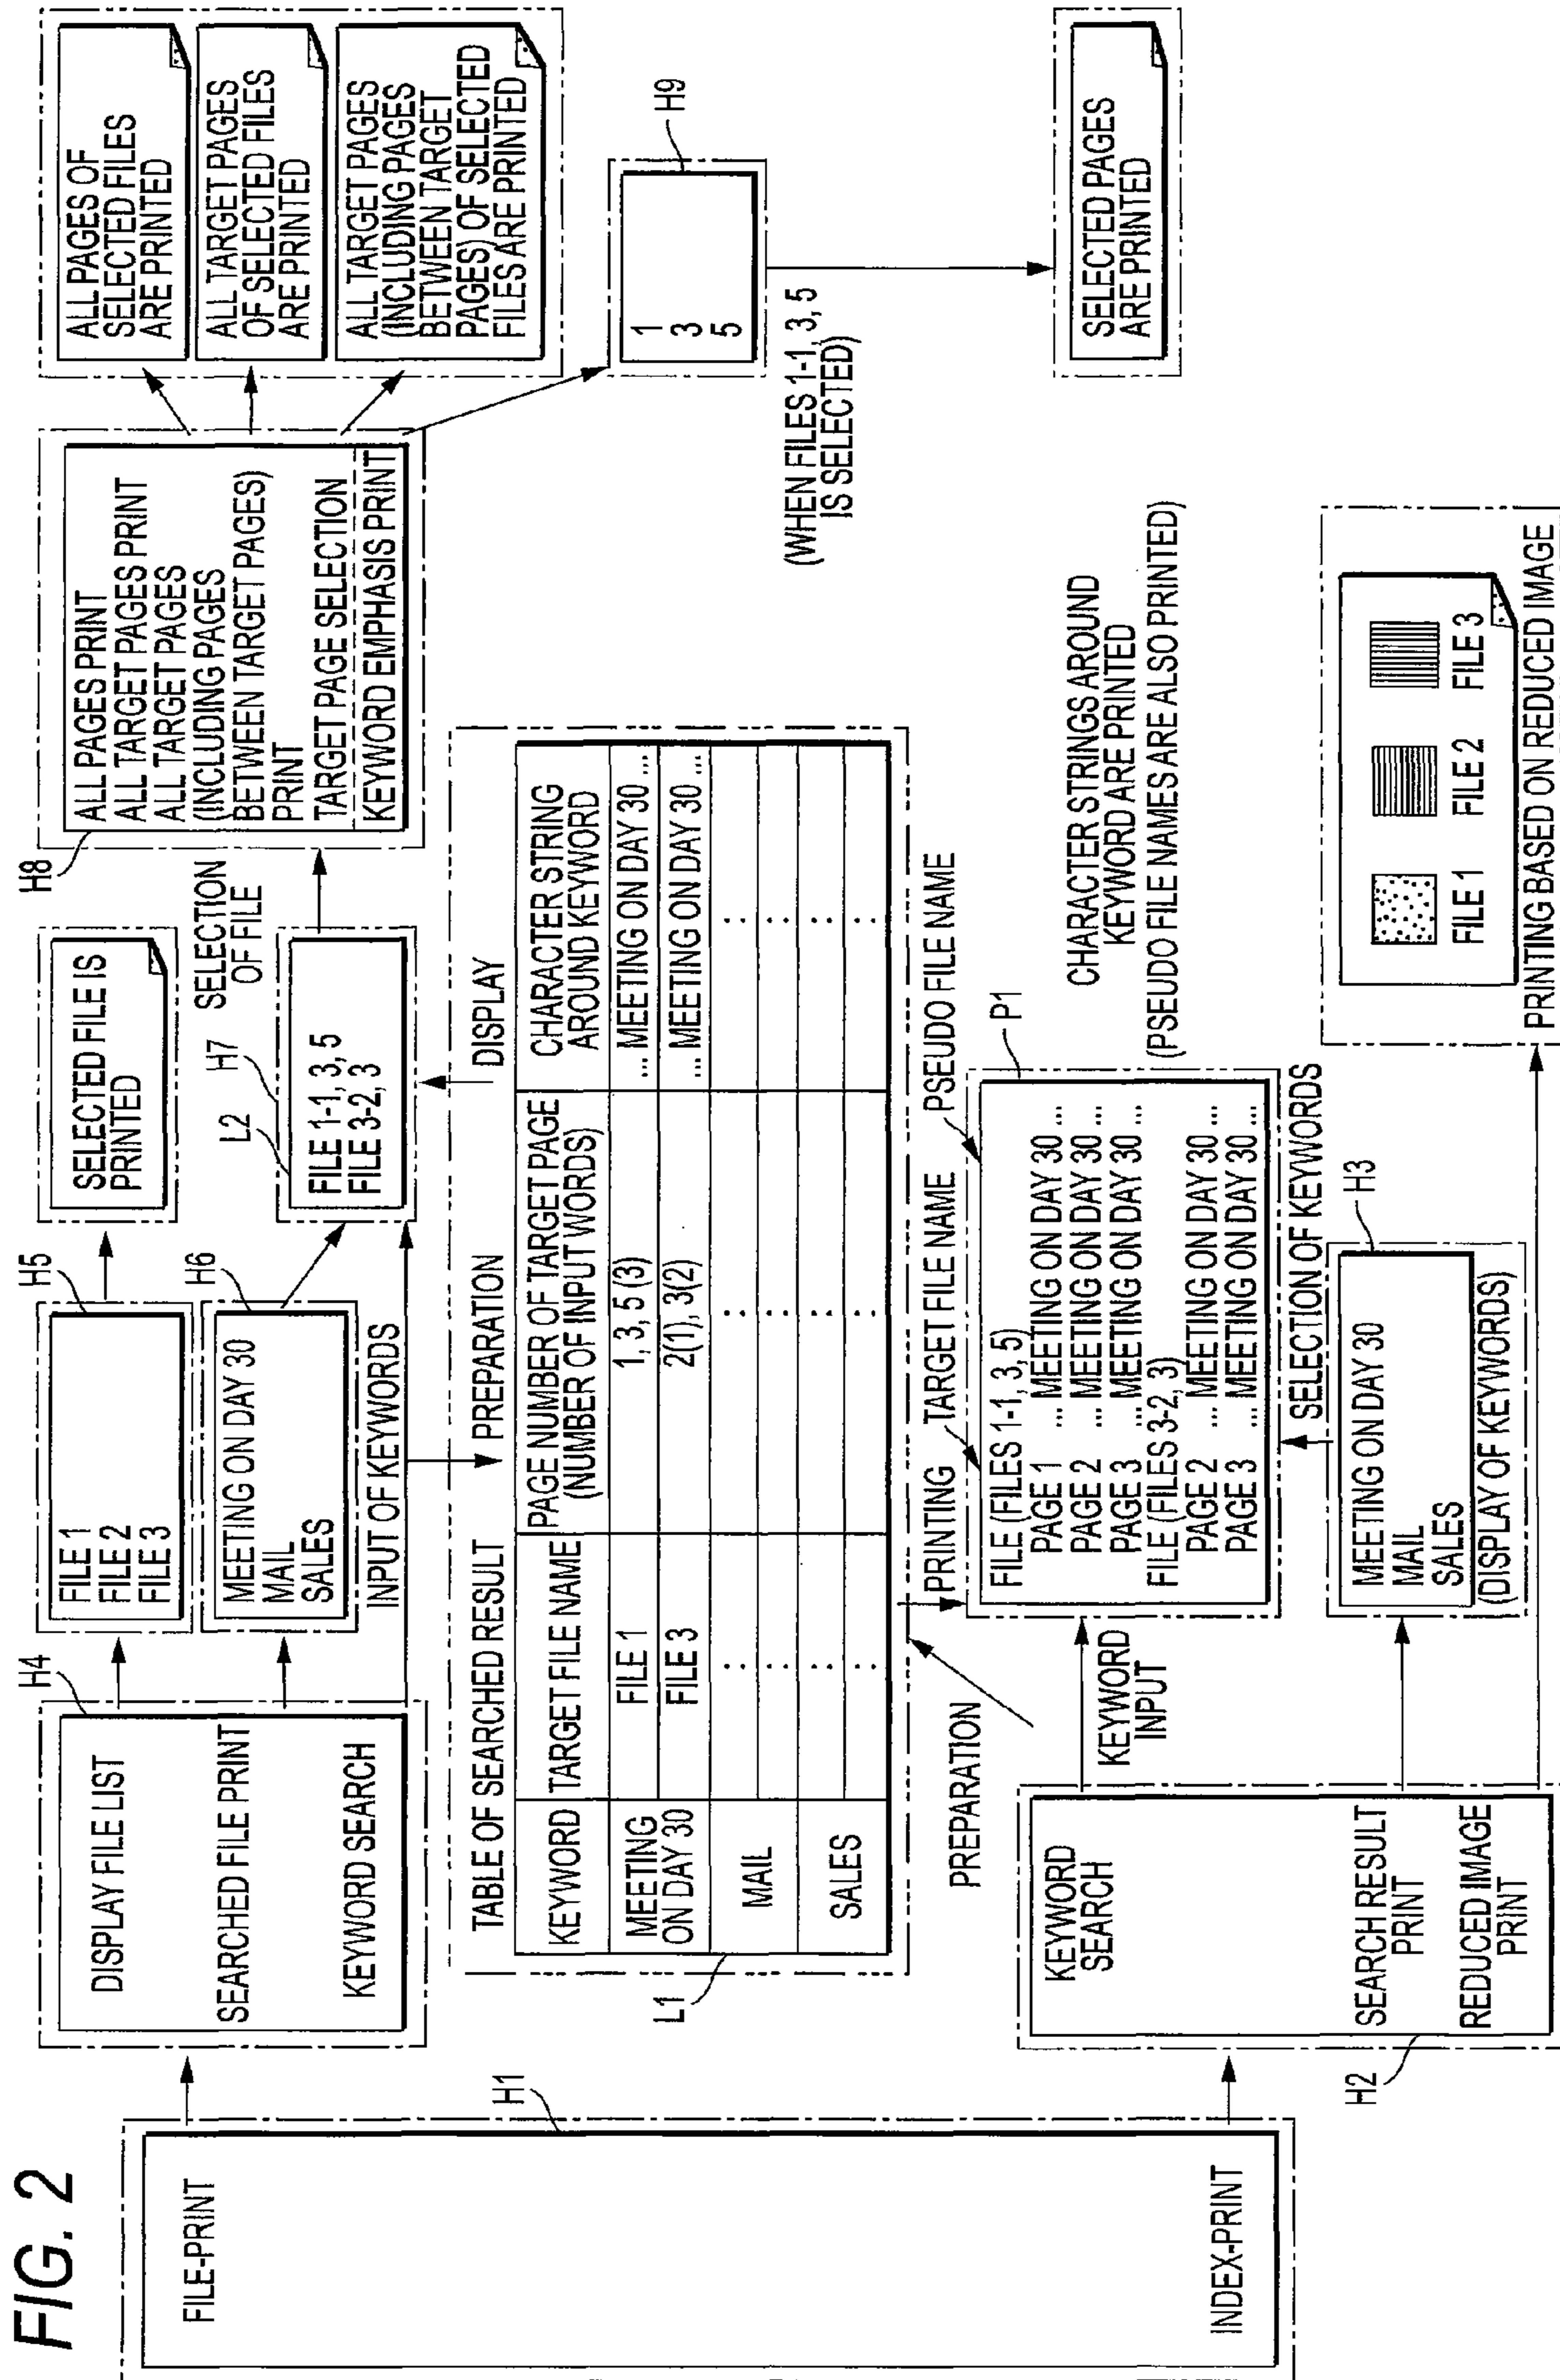 FIG. 2
FILE-PRINT
INDEX-PRINT
H1
H4
DISPLAY FILE LIST
SEARCHED FILE PRINT
KEYWORD SEARCH
H5
FILE 1
FILE 2
FILE 3
SELECTED FILE IS
PRINTED
H6
MEETING ON DAY 30
MAIL
SALES
INPUT OF KEYWORDS
L2
H7
FILE 1-1, 3, 5
FILE 3-2, 3
SELECTION
OF FILE
H8
ALL PAGES PRINT
ALL TARGET PAGES PRINT
ALL TARGET PAGES
(INCLUDING PAGES
BETWEEN TARGET PAGES)
PRINT
TARGET PAGE SELECTION
KEYWORD EMPHASIS PRINT
ALL PAGES OF
SELECTED FILES
ARE PRINTED
ALL TARGET PAGES
OF SELECTED FILES
ARE PRINTED
ALL TARGET PAGES
(INCLUDING PAGES
BETWEEN TARGET
PAGES) OF SELECTED
FILES ARE PRINTED
H9
1
3
5
(WHEN FILES 1-1, 3, 5
IS SELECTED)
SELECTED PAGES
ARE PRINTED
TABLE OF SEARCHED RESULT
PREPARATION
DISPLAY
KEYWORD TARGET FILE NAME PAGE NUMBER OF TARGET PAGE (NUMBER OF INPUT WORDS) CHARACTER STRING AROUND KEYWORD
MEETING ON DAY 30 FILE 1 1, 3, 5 (3) ... MEETING ON DAY 30 ...
FILE 3 2(1), 3(2) ... MEETING ON DAY 30 ...
MAIL
SALES
L1
PREPARATION
PRINTING
TARGET FILE NAME
PSEUDO FILE NAME
H2
KEYWORD
SEARCH
SEARCH RESULT
PRINT
REDUCED IMAGE
PRINT
KEYWORD
INPUT
P1
FILE (FILES 1-1, 3, 5)
PAGE 1 ... MEETING ON DAY 30 ...
PAGE 2 ... MEETING ON DAY 30 ...
PAGE 3 ... MEETING ON DAY 30 ...
FILE (FILES 3-2, 3)
PAGE 2 ... MEETING ON DAY 30 ...
PAGE 3 ... MEETING ON DAY 30 ...
CHARACTER STRINGS AROUND
KEYWORD ARE PRINTED
(PSEUDO FILE NAMES ARE ALSO PRINTED)
SELECTION OF KEYWORDS
H3
MEETING ON DAY 30
MAIL
SALES
(DISPLAY OF KEYWORDS)
FILE 1 FILE 2 FILE 3
PRINTING BASED ON REDUCED IMAGE